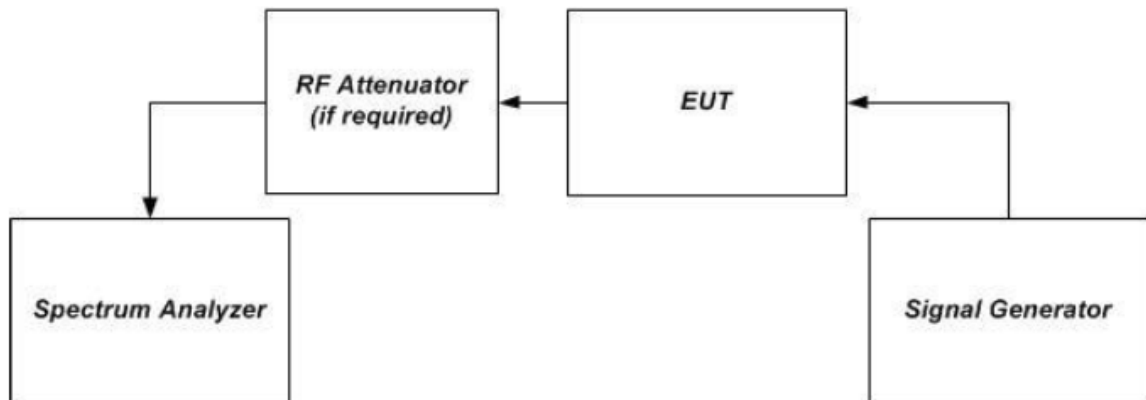 RF Attenuator
(if required)
EUT
Spectrum Analyzer
Signal Generator